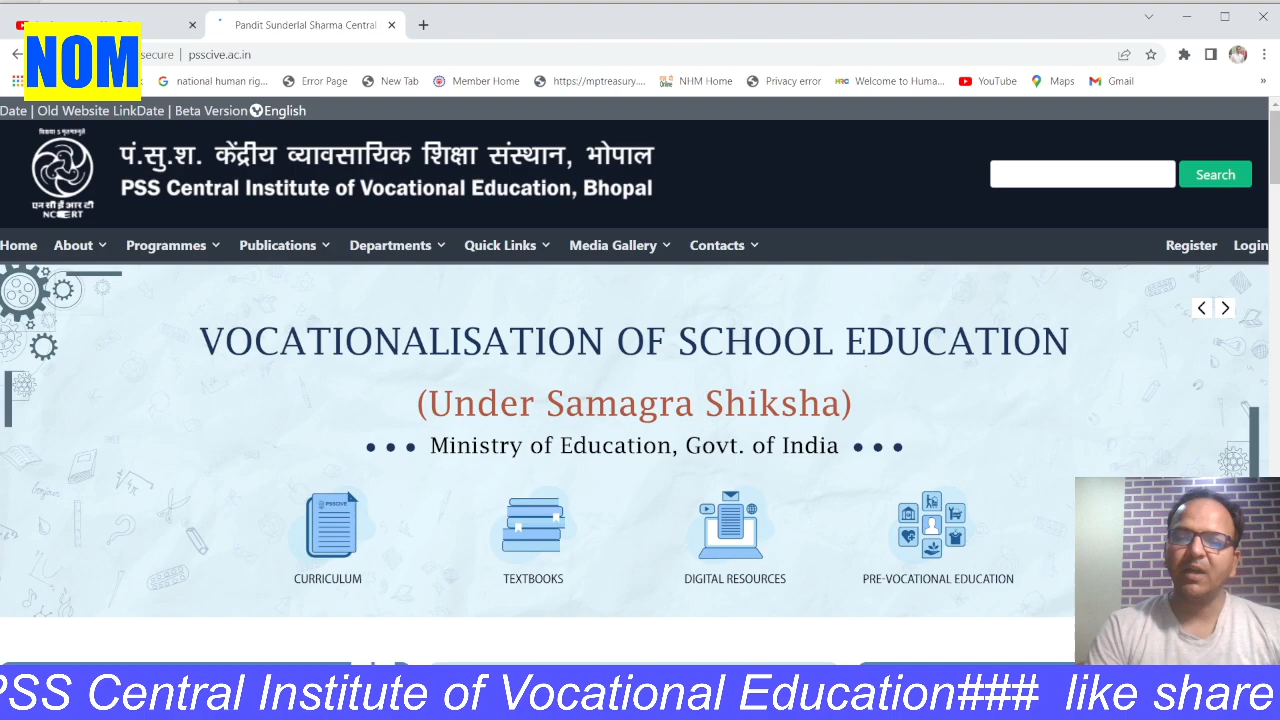 Pandit Sunderlal Sharma Central
NOM
secure | psscive.ac.in
national human rig...
Error Page
New Tab
Member Home
https://mptreasury....
NHM Home
Privacy error
Welcome to Huma...
YouTube
Maps
Gmail
»
Date | Old Website LinkDate | Beta Version English
पं.सु.श. केंद्रीय व्यावसायिक शिक्षा संस्थान, भोपाल
PSS Central Institute of Vocational Education, Bhopal
एन सी ई आर टी
NCERT
Search
Home About Programmes Publications Departments Quick Links Media Gallery Contacts Register Login
VOCATIONALISATION OF SCHOOL EDUCATION
(Under Samagra Shiksha)
• • • Ministry of Education, Govt. of India • • •
PSSCIVE
CURRICULUM
TEXTBOOKS
DIGITAL RESOURCES
PRE-VOCATIONAL EDUCATION
PSS Central Institute of Vocational Education### like share